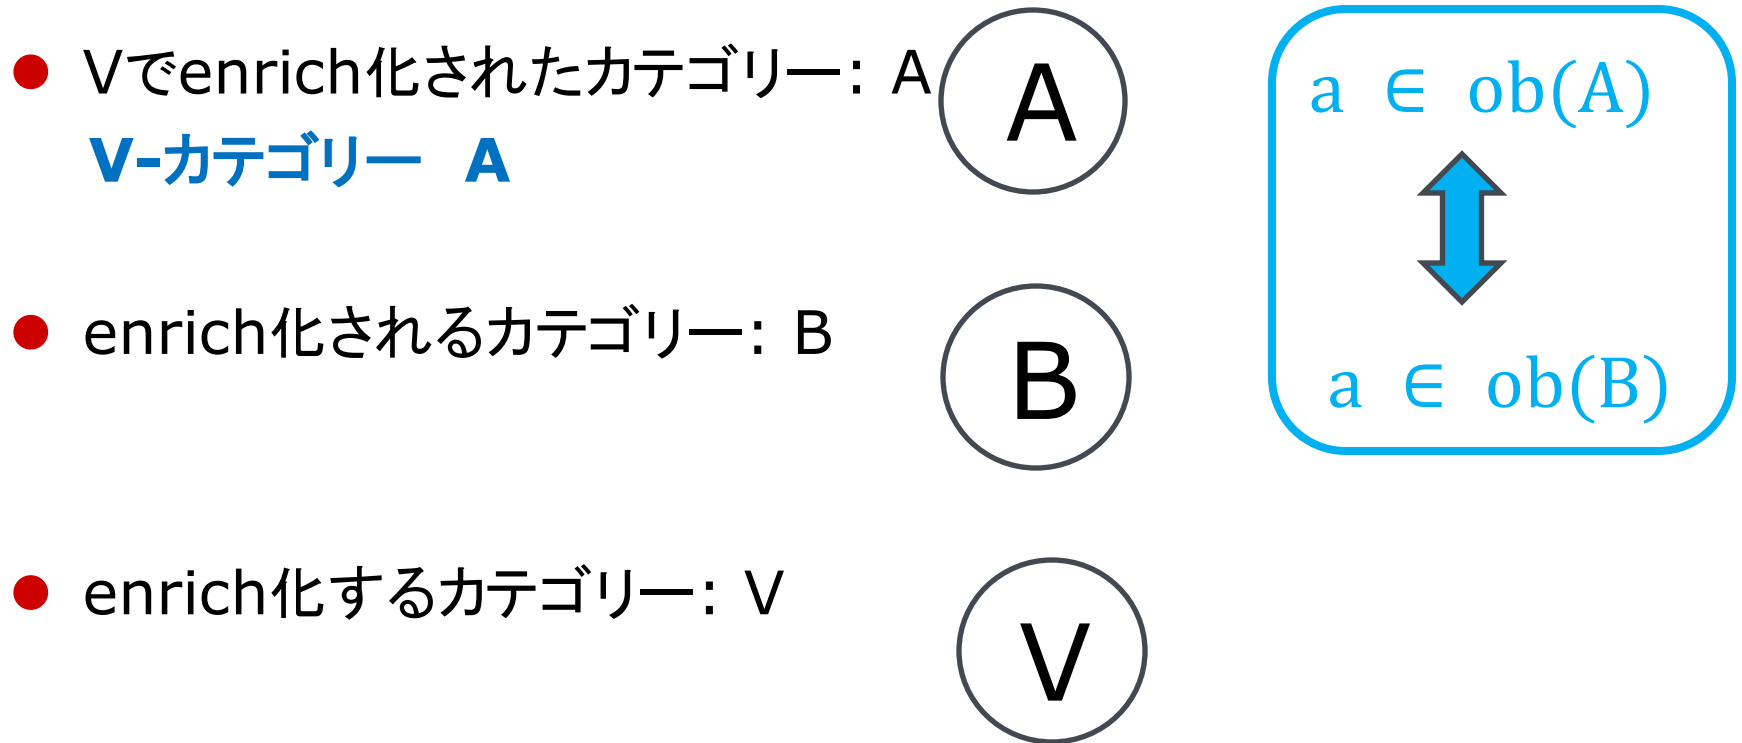 Vでenrich化されたカテゴリー: A
V-カテゴリー A
A
a ∈ ob(A)
enrich化されるカテゴリー: B
B
a ∈ ob(B)
enrich化するカテゴリー: V
V